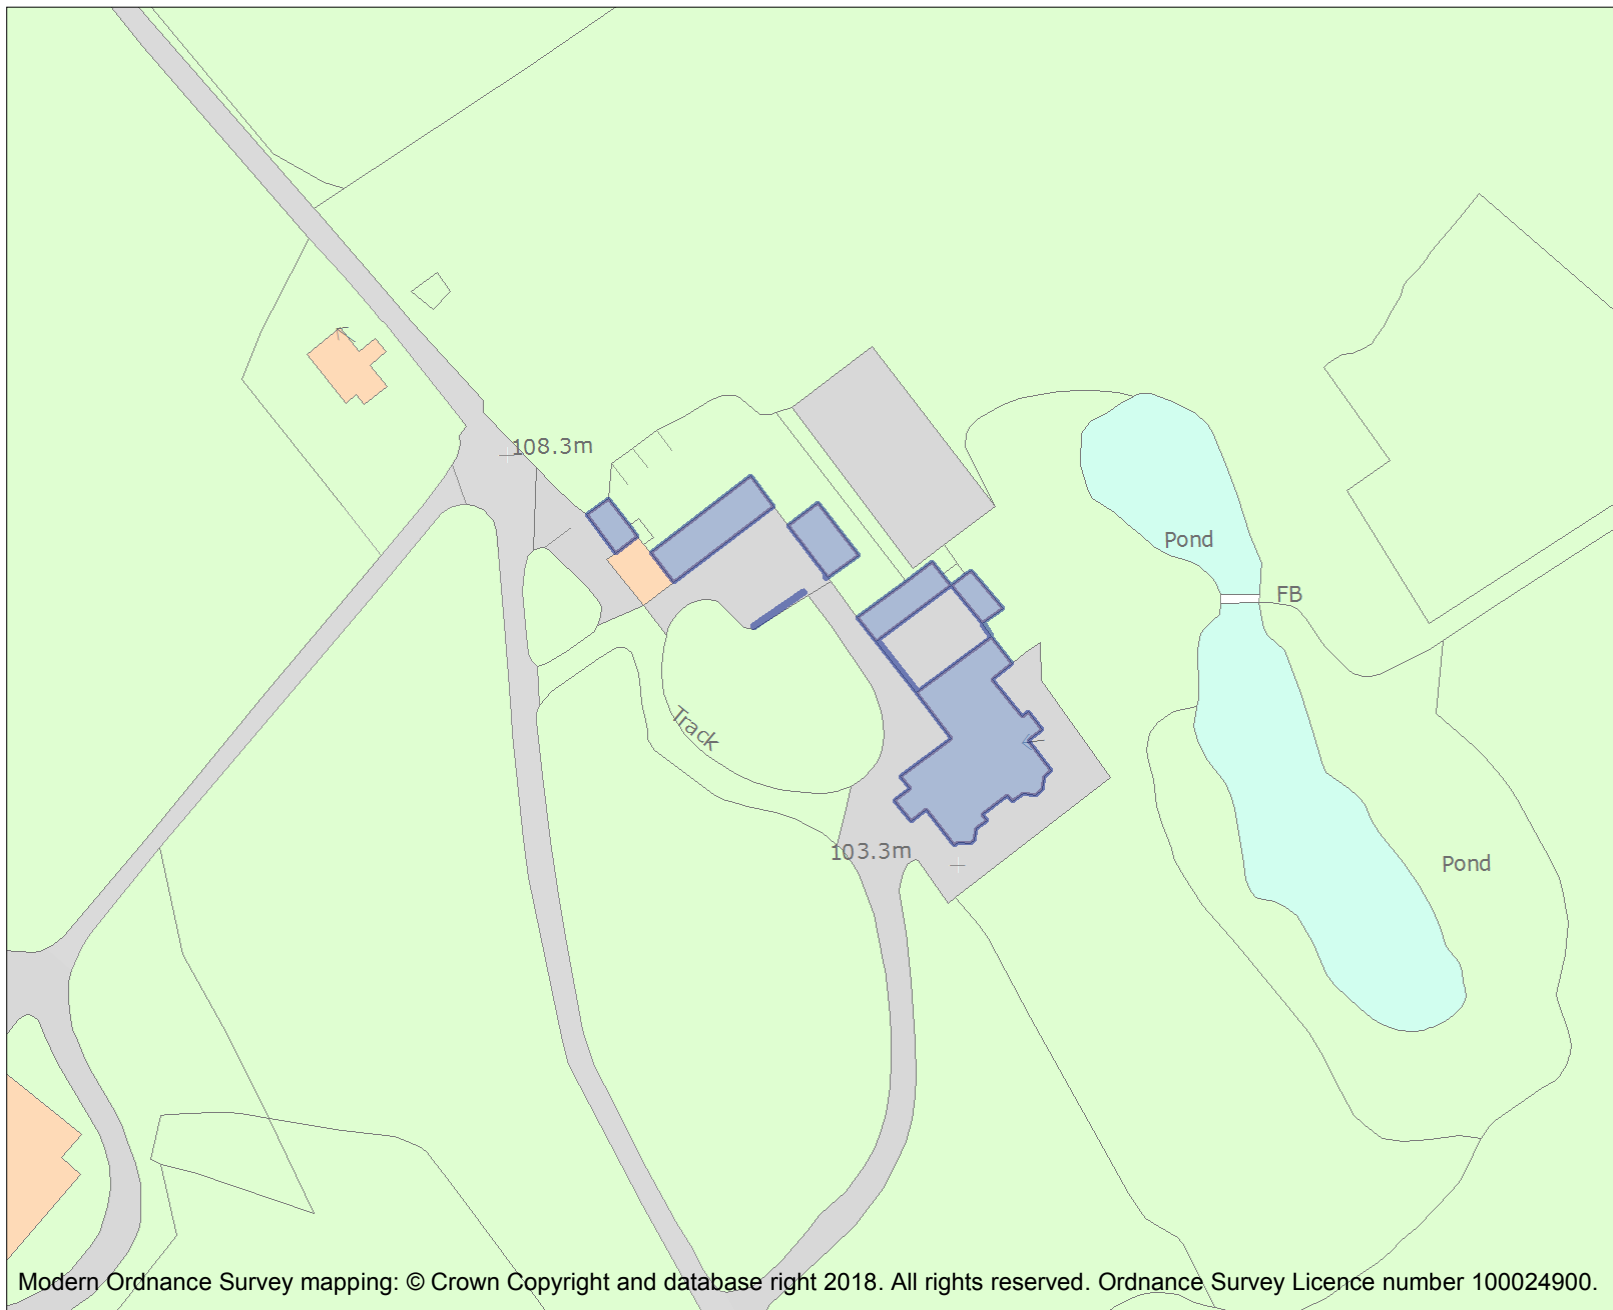 108.3m
Pond
FB
Track
103.3m
Pond
Modern Ordnance Survey mapping: © Crown Copyright and database right 2018. All rights reserved. Ordnance Survey Licence number 100024900.